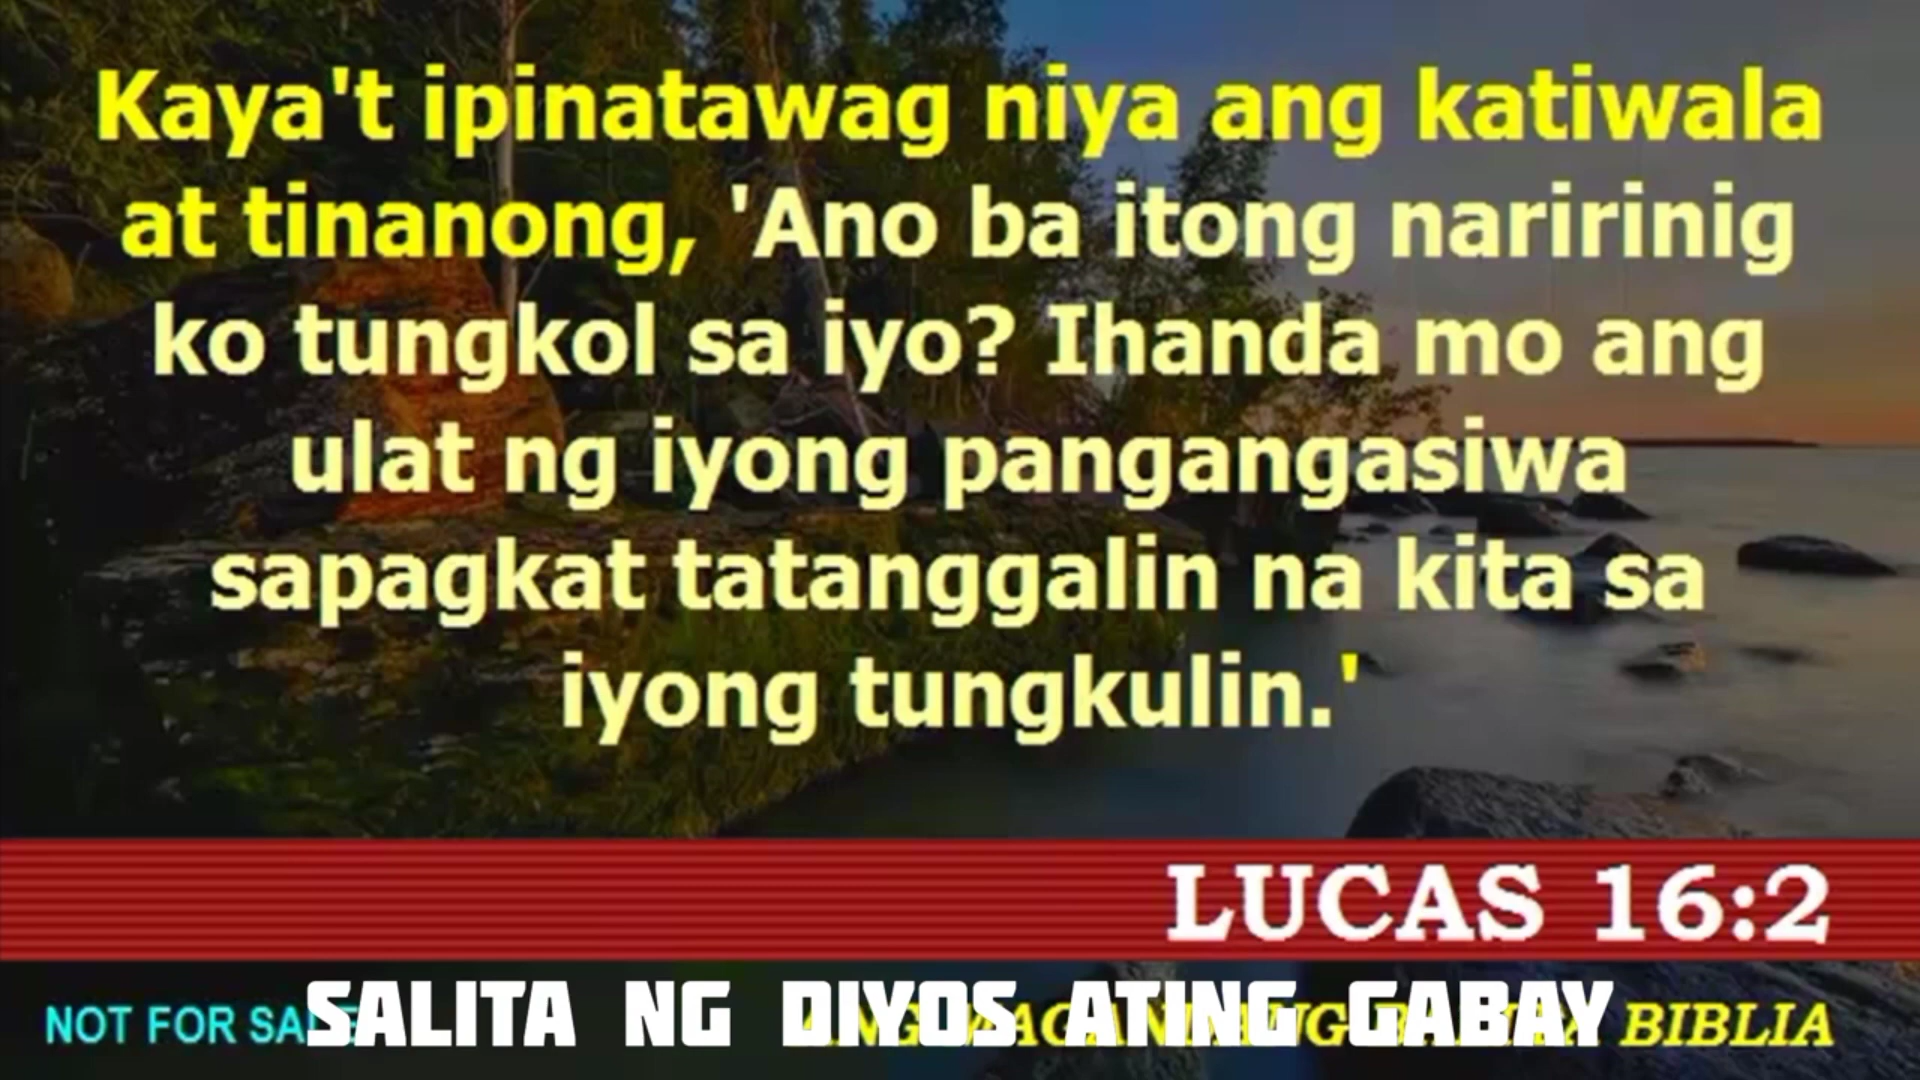 Kaya't ipinatawag niya ang katiwala
at tinanong, 'Ano ba itong naririnig
ko tungkol sa iyo? Ihanda mo ang
ulat ng iyong pangangasiwa
sapagkat tatanggalin na kita sa
iyong tungkulin.'
LUCAS 16:2
SALITA NG DIYOS ATING GABAY
NOT FOR
BIBLIA